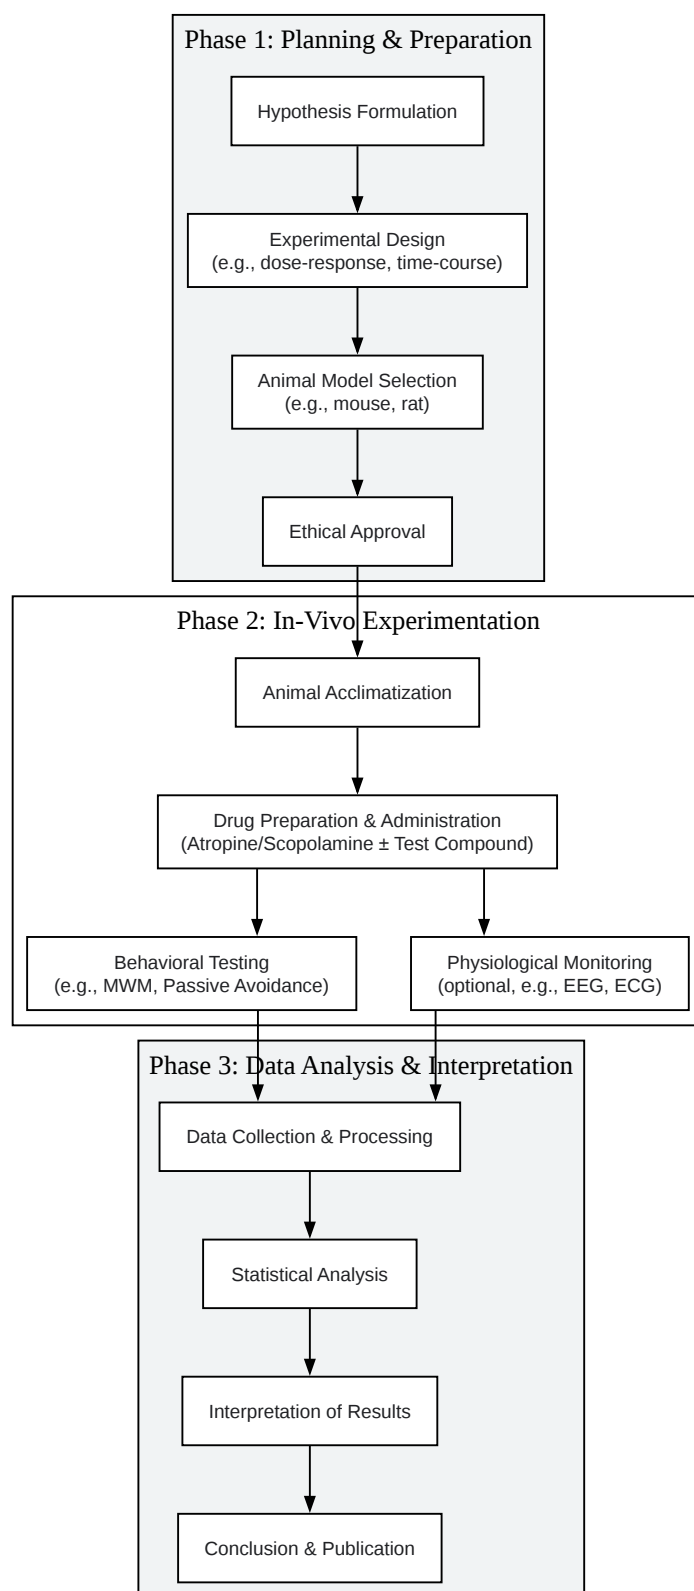 Phase 1: Planning & Preparation
Hypothesis Formulation
Experimental Design
(e.g., dose-response, time-course)
Animal Model Selection
(e.g., mouse, rat)
Ethical Approval
Phase 2: In-Vivo Experimentation
Animal Acclimatization
Drug Preparation & Administration
(Atropine/Scopolamine ± Test Compound)
Behavioral Testing
(e.g., MWM, Passive Avoidance)
Physiological Monitoring
(optional, e.g., EEG, ECG)
Phase 3: Data Analysis & Interpretation
Data Collection & Processing
Statistical Analysis
Interpretation of Results
Conclusion & Publication